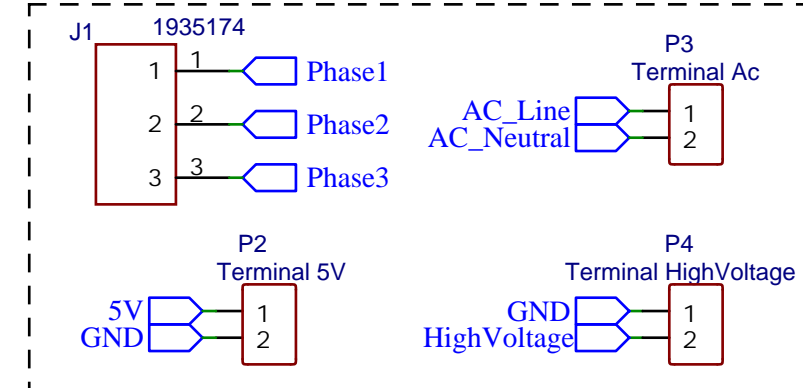 J1 1935174
1 1 Phase1
2 2 Phase2
3 3 Phase3
P3
Terminal Ac
AC_Line 1
AC_Neutral 2
P2
Terminal 5V
5V 1
GND 2
P4
Terminal HighVoltage
GND 1
HighVoltage 2